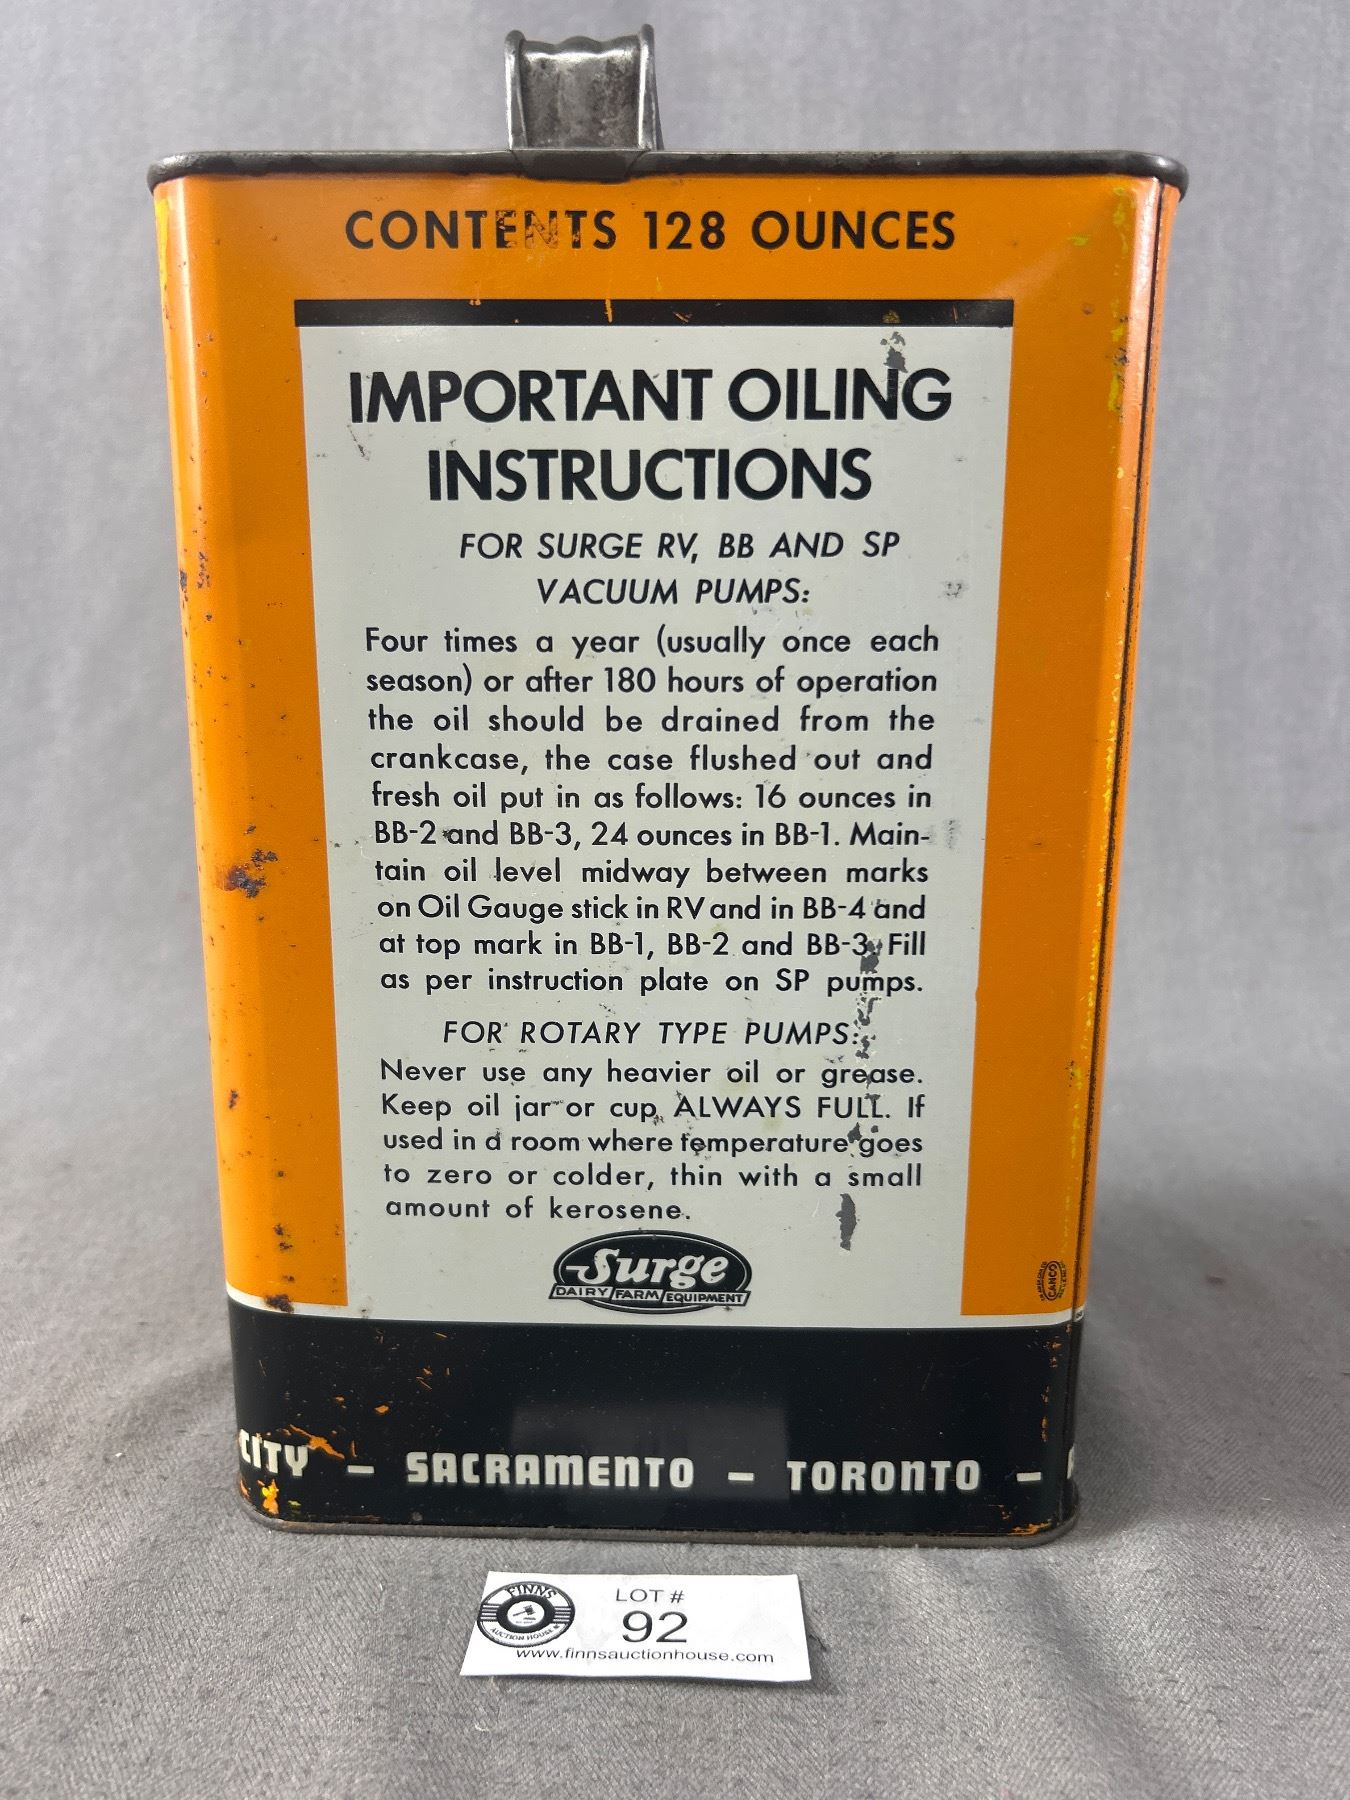 CONTENTS 128 OUNCES
IMPORTANT OILING
INSTRUCTIONS
FOR SURGE RV, BB AND SP
VACUUM PUMPS:
Four times a year (usually once each
season) or after 180 hours of operation
the oil should be drained from the
crankcase, the case flushed out and
fresh oil put in as follows: 16 ounces in
BB-2 and BB-3, 24 ounces in BB-1. Main-
tain oil level midway between marks
on Oil Gauge stick in RV and in BB-4 and
at top mark in BB-1, BB-2 and BB-3. Fill
as per instruction plate on SP pumps.
FOR ROTARY TYPE PUMPS:
Never use any heavier oil or grease.
Keep oil jar or cup ALWAYS FULL. If
used in a room where temperature goes
to zero or colder, thin with a small
amount of kerosene.
Surge
DAIRY FARM EQUIPMENT
CANCO
CITY — SACRAMENTO — TORONTO —
FINNS
AUCTION HOUSE
LOT #
92
www.finnsauctionhouse.com